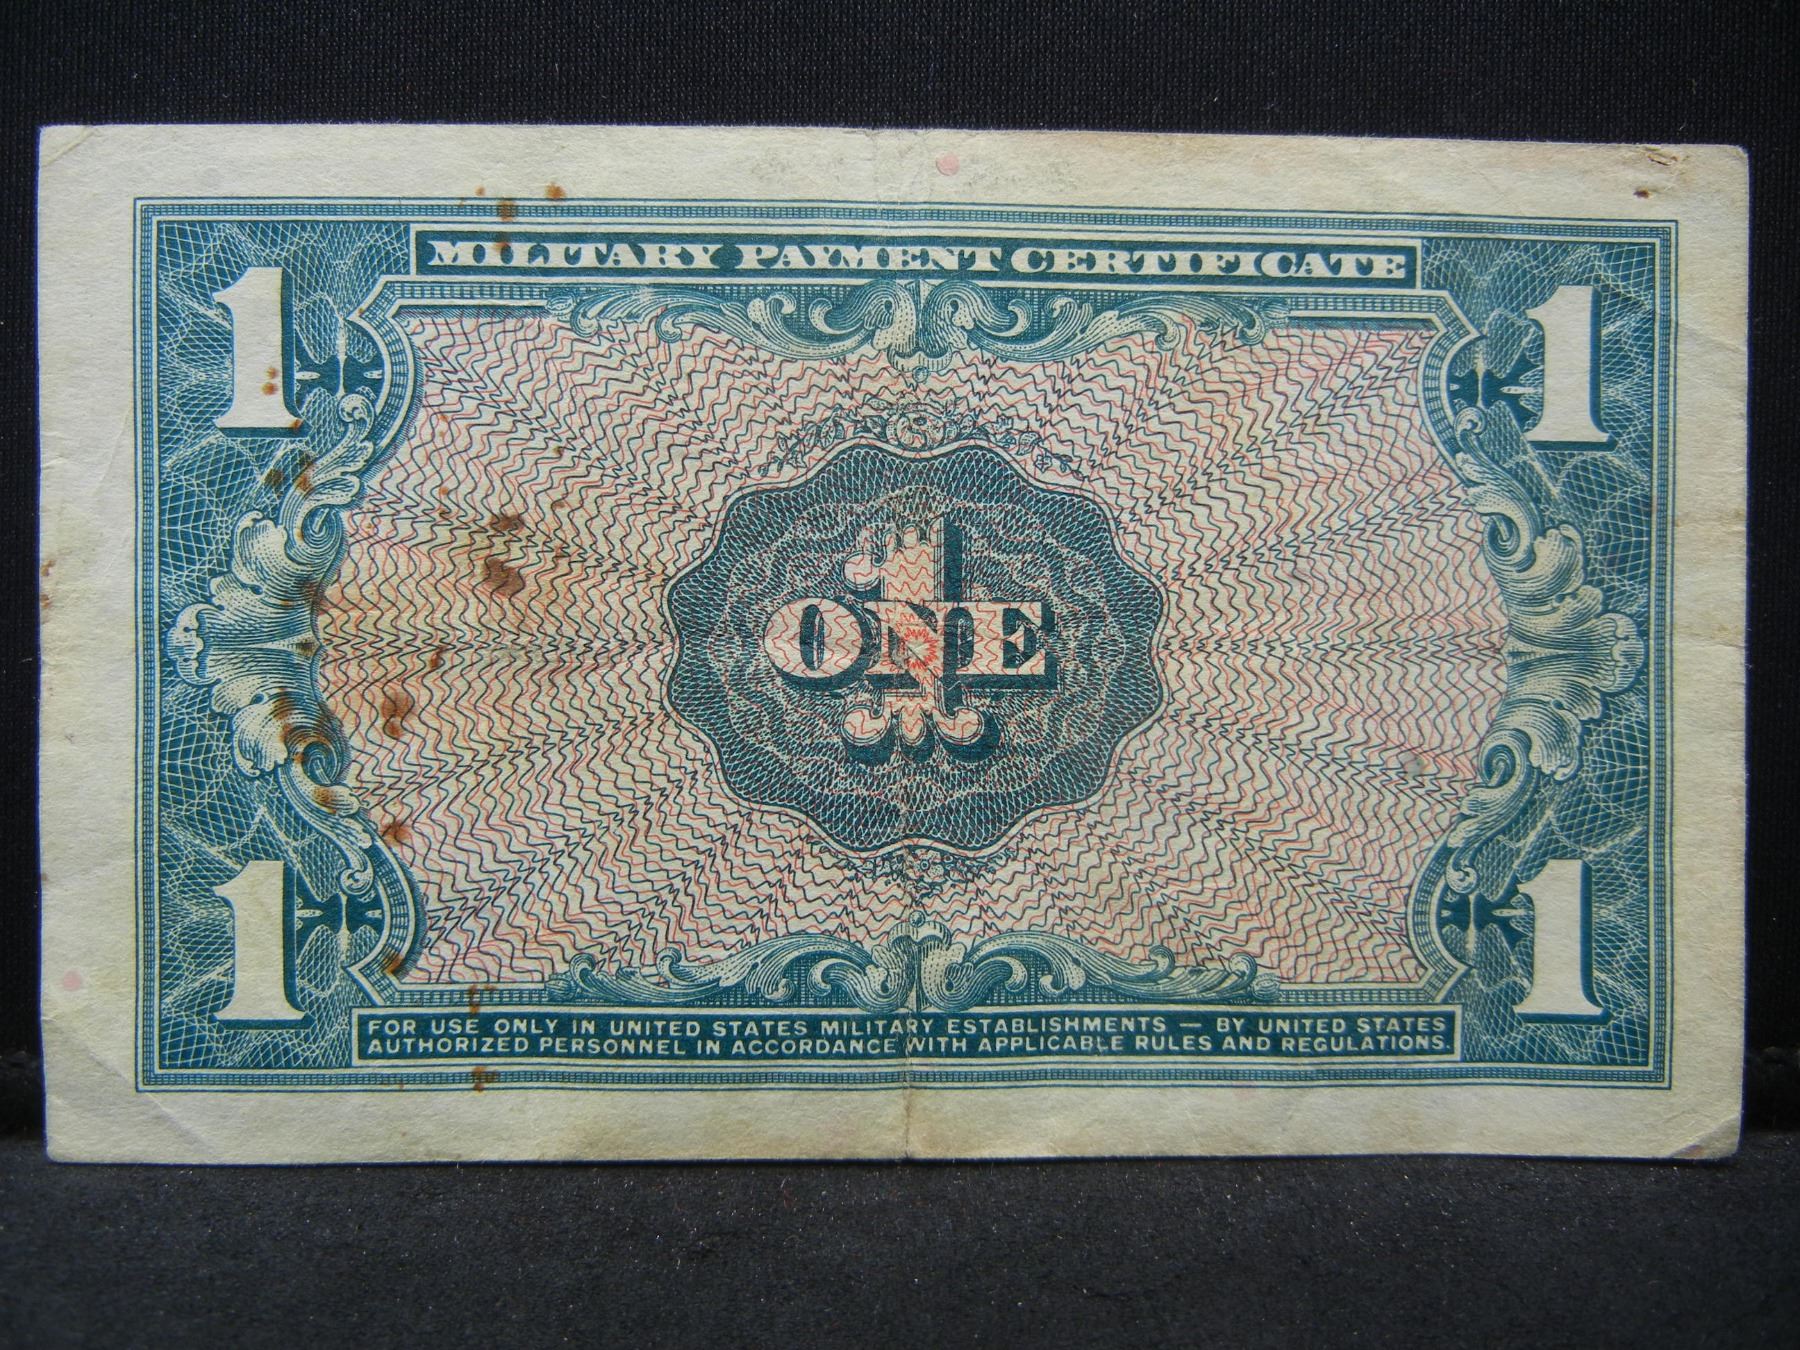 MILITARY PAYMENT CERTIFICATE
1 1
1
ONE
1 1
FOR USE ONLY IN UNITED STATES MILITARY ESTABLISHMENTS — BY UNITED STATES
AUTHORIZED PERSONNEL IN ACCORDANCE WITH APPLICABLE RULES AND REGULATIONS.